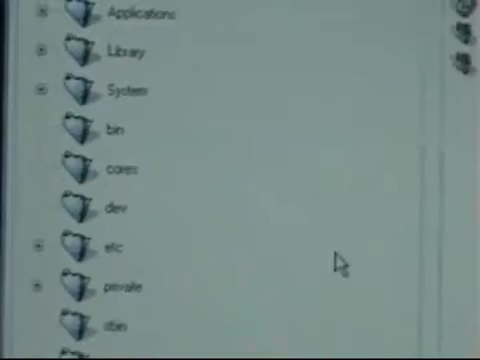 Applications
Library
System
bin
cores
dev
etc
private
sbin